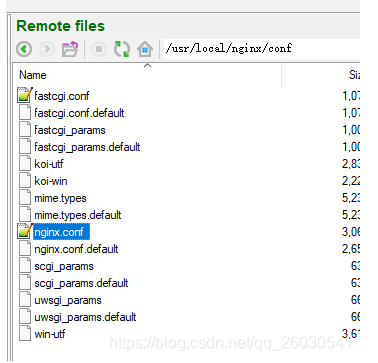 Remote files
/usr/local/nginx/conf
Name Siz
fastcgi.conf 1,07
fastcgi.conf.default 1,07
fastcgi_params 1,00
fastcgi_params.default 1,00
koi-utf 2,83
koi-win 2,22
mime.types 5,23
mime.types.default 5,23
nginx.conf 3,06
nginx.conf.default 2,65
scgi_params 63
scgi_params.default 63
uwsgi_params 66
uwsgi_params.default 66
win-utf 3,61
https://blog.csdn.net/qq_26030541